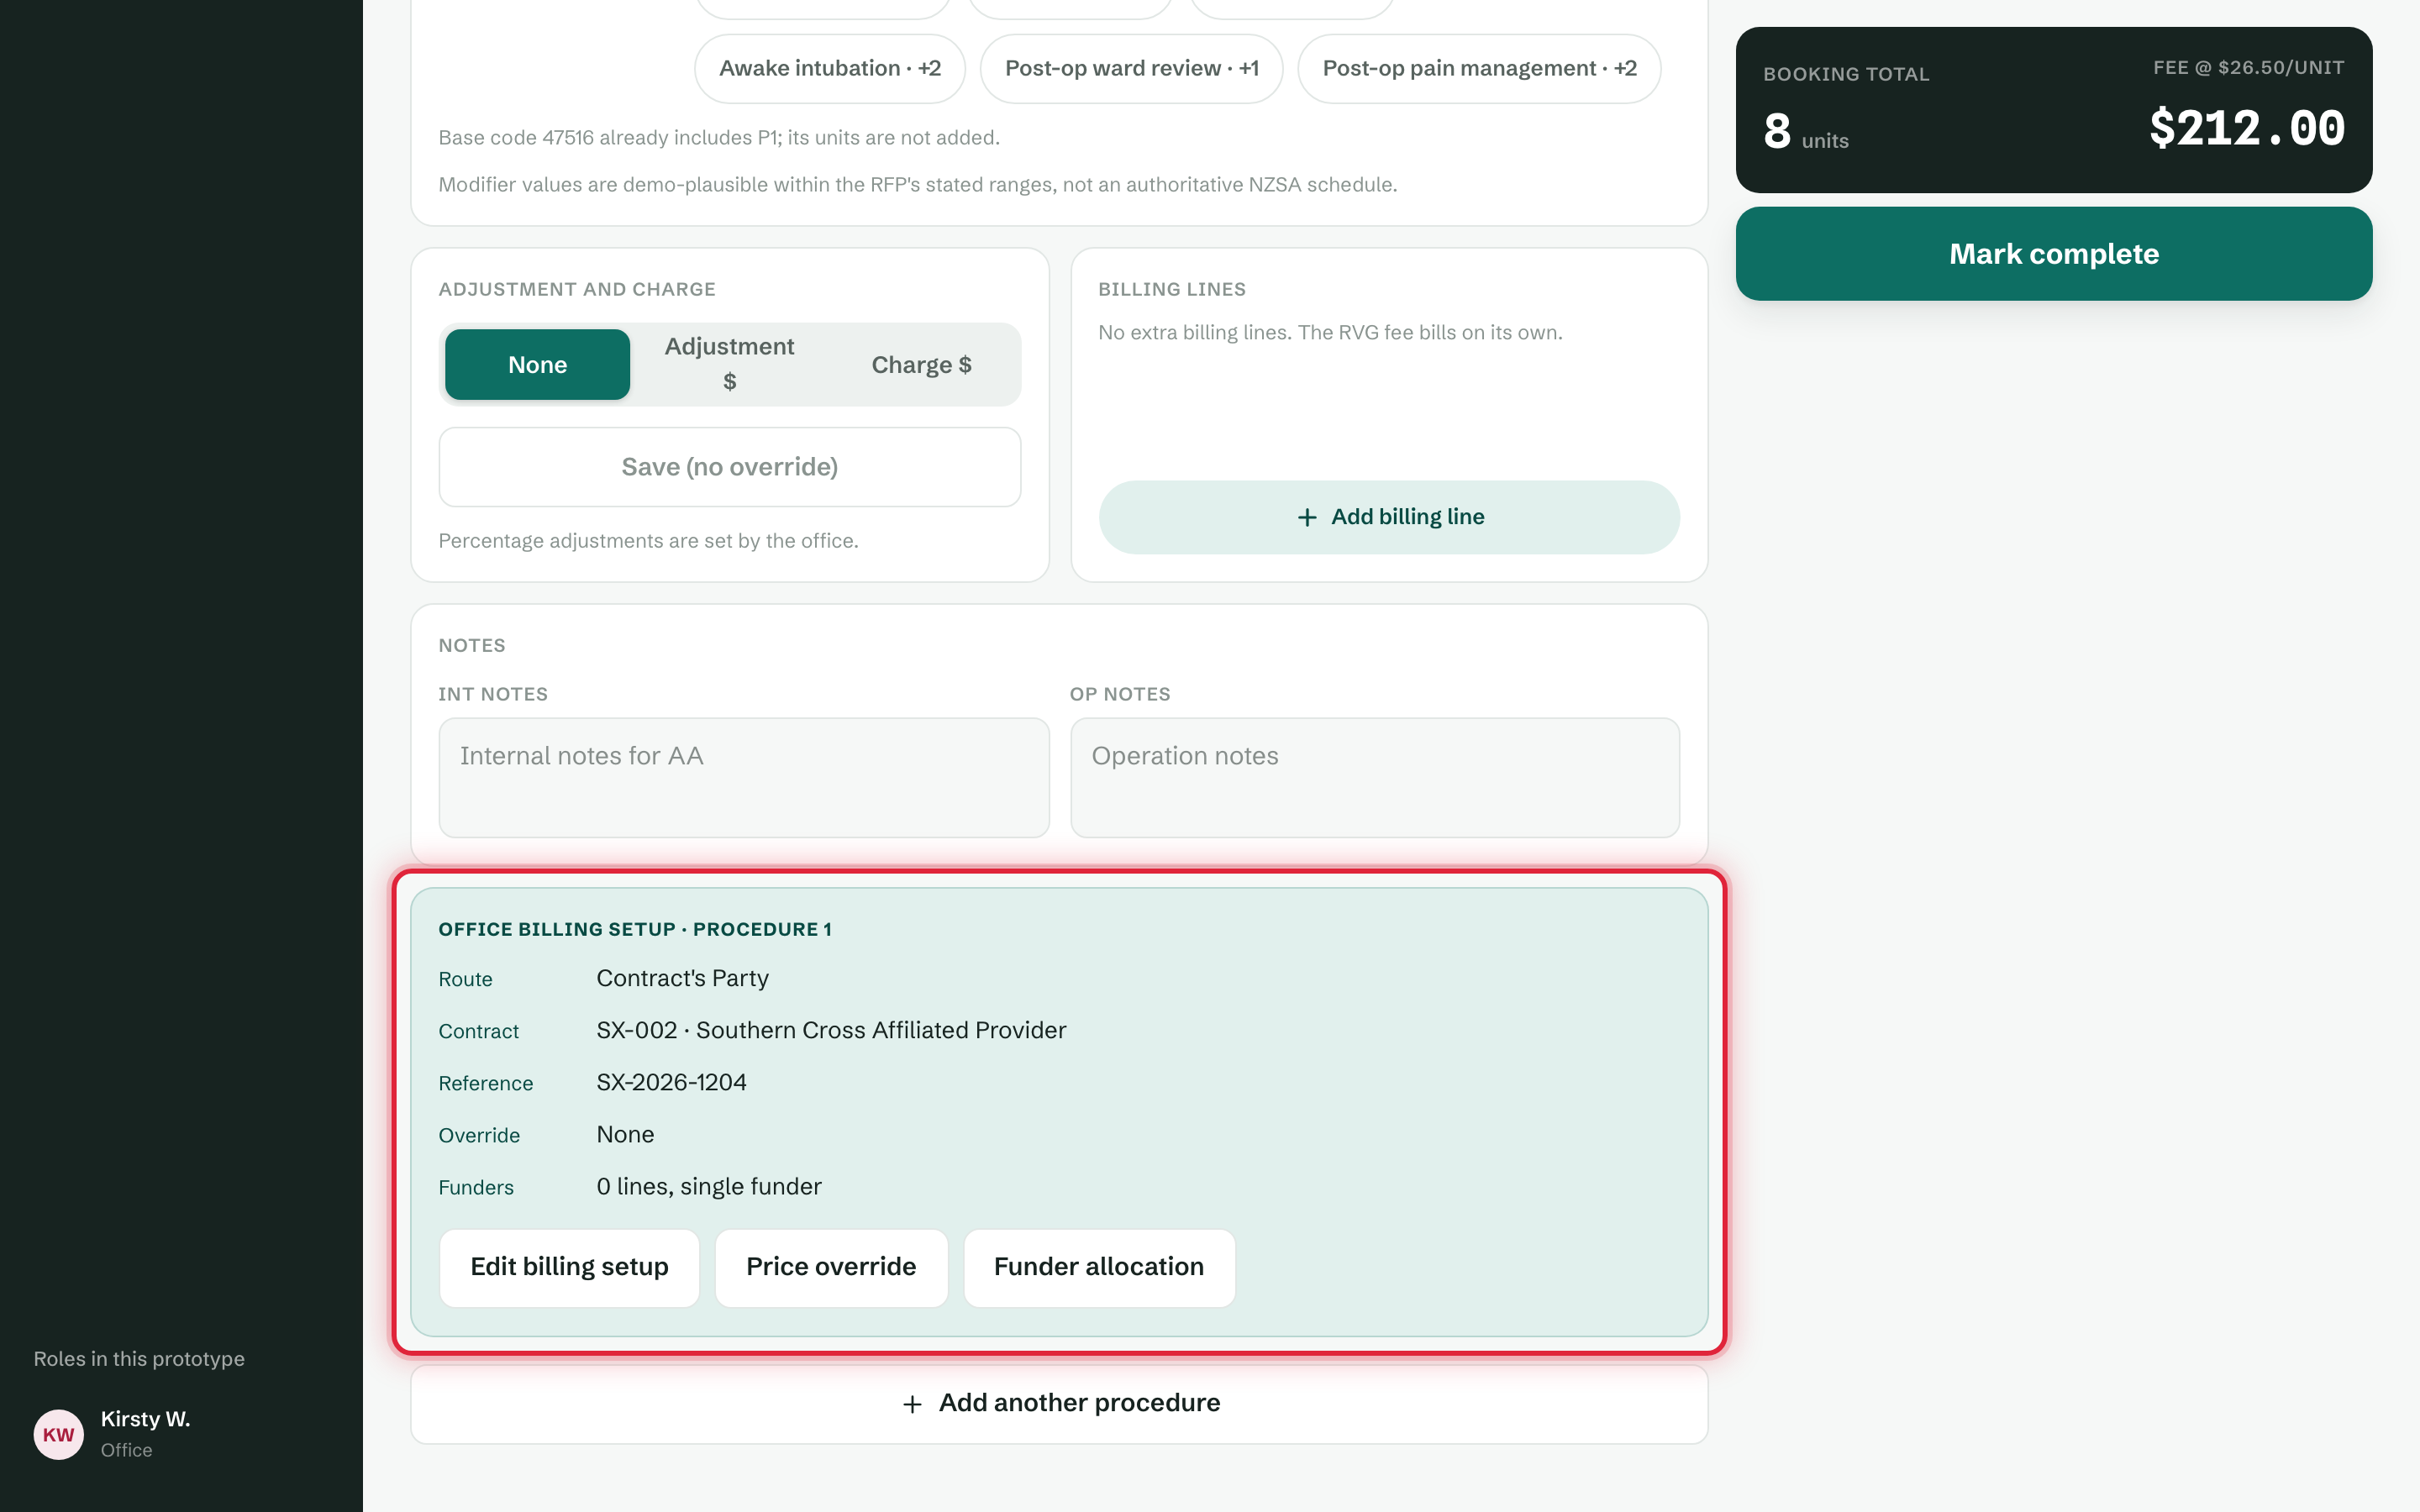 Awake intubation · +2
Post-op ward review · +1
Post-op pain management · +2
Base code 47516 already includes P1; its units are not added.
Modifier values are demo-plausible within the RFP's stated ranges, not an authoritative NZSA schedule.
BOOKING TOTAL
FEE @ $26.50/UNIT
8 units
$212.00
Mark complete
ADJUSTMENT AND CHARGE
None
Adjustment
$
Charge $
Save (no override)
Percentage adjustments are set by the office.
BILLING LINES
No extra billing lines. The RVG fee bills on its own.
+ Add billing line
NOTES
INT NOTES
Internal notes for AA
OP NOTES
Operation notes
OFFICE BILLING SETUP · PROCEDURE 1
Route Contract's Party
Contract SX-002 · Southern Cross Affiliated Provider
Reference SX-2026-1204
Override None
Funders 0 lines, single funder
Edit billing setup
Price override
Funder allocation
+ Add another procedure
Roles in this prototype
KW
Kirsty W.
Office